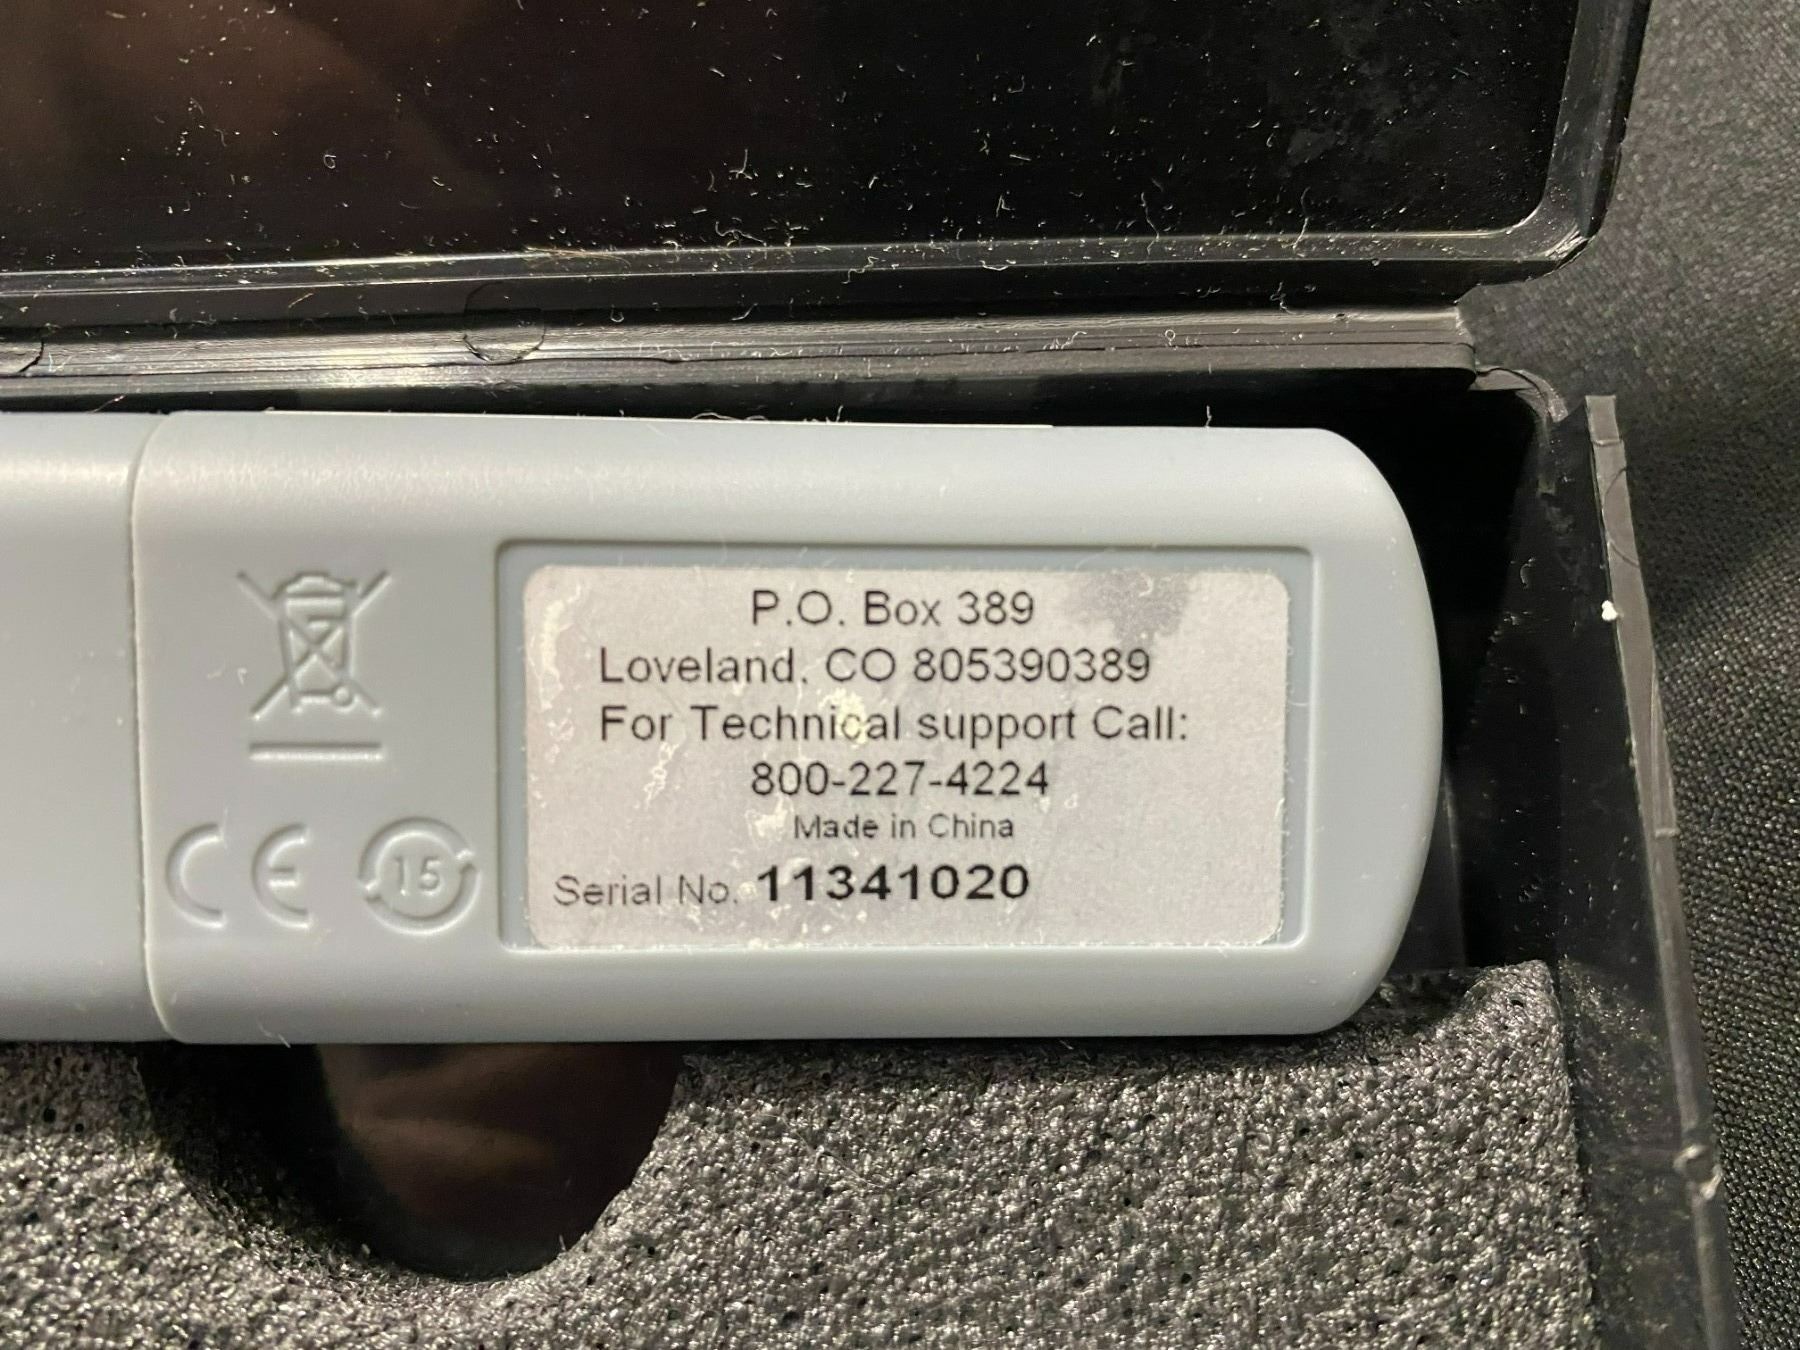 P.O. Box 389
Loveland, CO 805390389
For Technical support Call:
800-227-4224
Made in China
Serial No. 11341020
CE 15